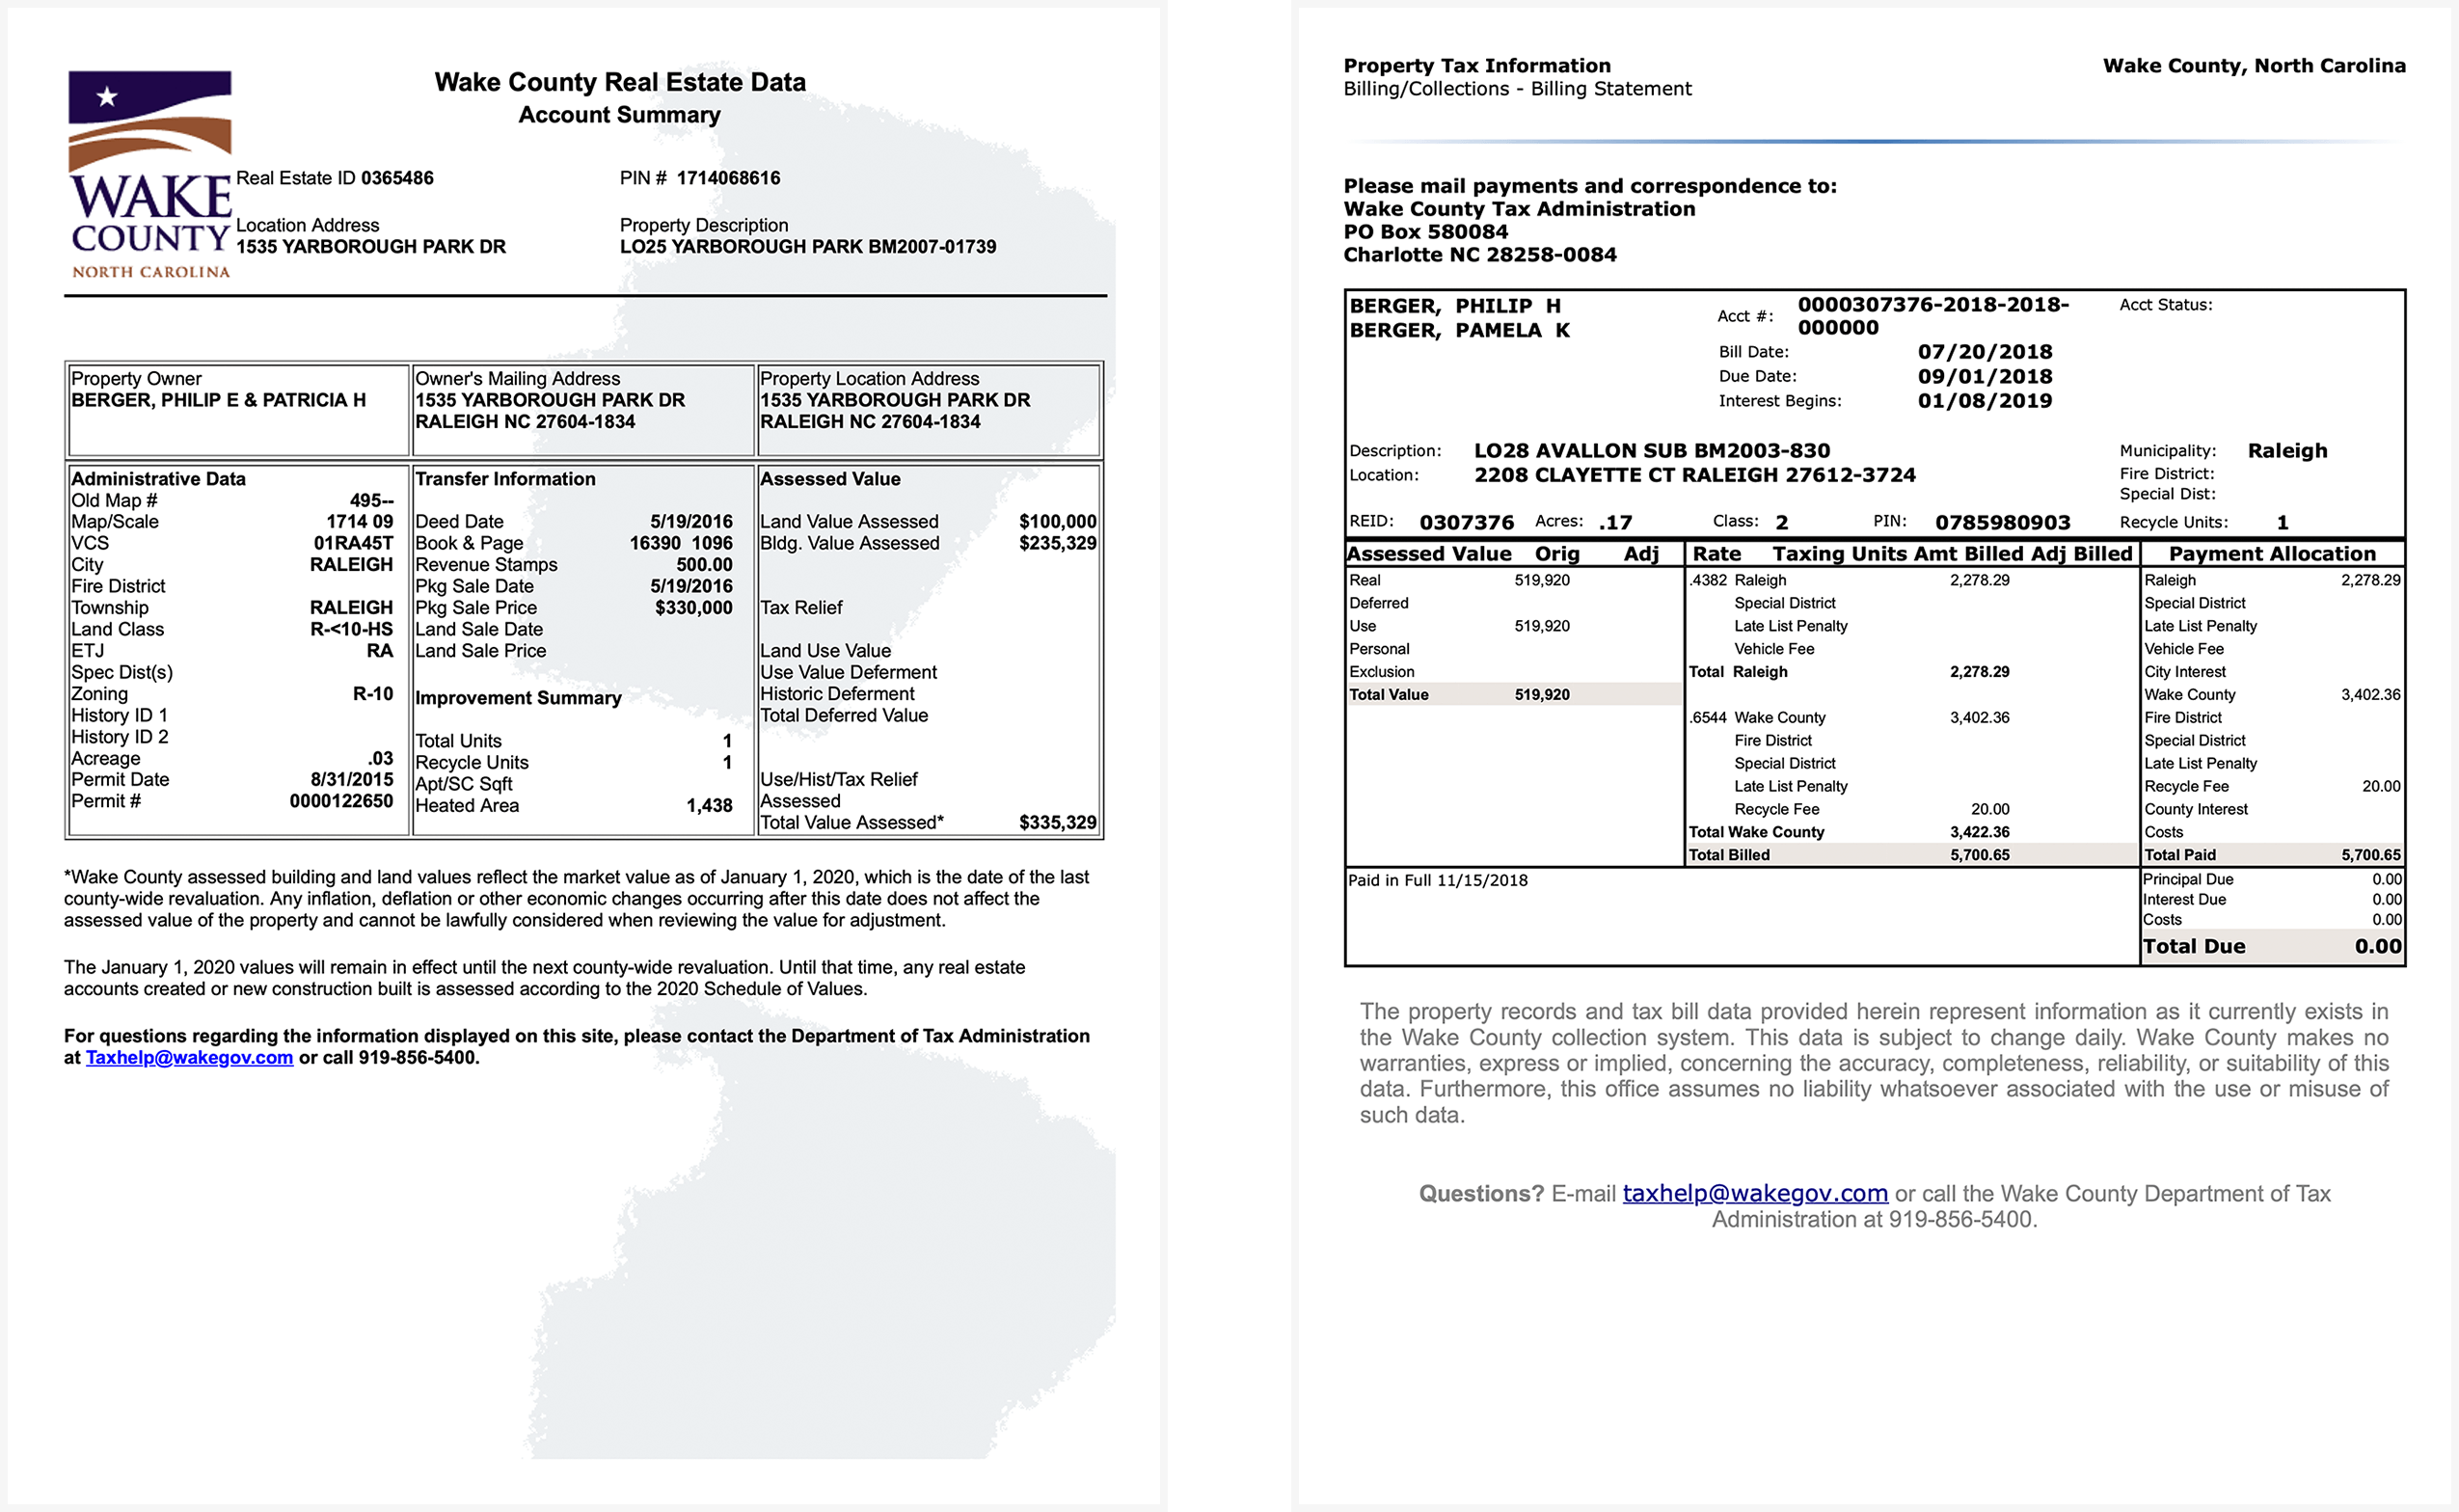 WAKE
COUNTY
NORTH CAROLINA
Wake County Real Estate Data
Account Summary
Real Estate ID 0365486 PIN # 1714068616
Location Address Property Description
1535 YARBOROUGH PARK DR LO25 YARBOROUGH PARK BM2007-01739
Property Owner Owner's Mailing Address Property Location Address
BERGER, PHILIP E & PATRICIA H 1535 YARBOROUGH PARK DR 1535 YARBOROUGH PARK DR
RALEIGH NC 27604-1834 RALEIGH NC 27604-1834
Administrative Data
Old Map # 495--
Map/Scale 1714 09
VCS 01RA45T
City RALEIGH
Fire District
Township RALEIGH
Land Class R-<10-HS
ETJ RA
Spec Dist(s)
Zoning R-10
History ID 1
History ID 2
Acreage .03
Permit Date 8/31/2015
Permit # 0000122650
Transfer Information
Deed Date 5/19/2016
Book & Page 16390 1096
Revenue Stamps 500.00
Pkg Sale Date 5/19/2016
Pkg Sale Price $330,000
Land Sale Date
Land Sale Price
Improvement Summary
Total Units 1
Recycle Units 1
Apt/SC Sqft
Heated Area 1,438
Assessed Value
Land Value Assessed $100,000
Bldg. Value Assessed $235,329
Tax Relief
Land Use Value
Use Value Deferment
Historic Deferment
Total Deferred Value
Use/Hist/Tax Relief
Assessed
Total Value Assessed* $335,329
*Wake County assessed building and land values reflect the market value as of January 1, 2020, which is the date of the last
county-wide revaluation. Any inflation, deflation or other economic changes occurring after this date does not affect the
assessed value of the property and cannot be lawfully considered when reviewing the value for adjustment.
The January 1, 2020 values will remain in effect until the next county-wide revaluation. Until that time, any real estate
accounts created or new construction built is assessed according to the 2020 Schedule of Values.
For questions regarding the information displayed on this site, please contact the Department of Tax Administration
at Taxhelp@wakegov.com or call 919-856-5400.
Property Tax Information Wake County, North Carolina
Billing/Collections - Billing Statement
Please mail payments and correspondence to:
Wake County Tax Administration
PO Box 580084
Charlotte NC 28258-0084
BERGER, PHILIP H
BERGER, PAMELA K
Acct #: 0000307376-2018-2018-
000000
Bill Date: 07/20/2018
Due Date: 09/01/2018
Interest Begins: 01/08/2019
Acct Status:
Description: LO28 AVALLON SUB BM2003-830
Location: 2208 CLAYETTE CT RALEIGH 27612-3724
Municipality: Raleigh
Fire District:
Special Dist:
REID: 0307376 Acres: .17 Class: 2 PIN: 0785980903 Recycle Units: 1
Assessed Value Orig Adj
Real 519,920
Deferred
Use 519,920
Personal
Exclusion
Total Value 519,920
Rate Taxing Units Amt Billed Adj Billed
.4382 Raleigh 2,278.29
Special District
Late List Penalty
Vehicle Fee
Total Raleigh 2,278.29
.6544 Wake County 3,402.36
Fire District
Special District
Late List Penalty
Recycle Fee 20.00
Total Wake County 3,422.36
Total Billed 5,700.65
Payment Allocation
Raleigh 2,278.29
Special District
Late List Penalty
Vehicle Fee
City Interest
Wake County 3,402.36
Fire District
Special District
Late List Penalty
Recycle Fee 20.00
County Interest
Costs
Total Paid 5,700.65
Paid in Full 11/15/2018
Principal Due 0.00
Interest Due 0.00
Costs 0.00
Total Due 0.00
The property records and tax bill data provided herein represent information as it currently exists in
the Wake County collection system. This data is subject to change daily. Wake County makes no
warranties, express or implied, concerning the accuracy, completeness, reliability, or suitability of this
data. Furthermore, this office assumes no liability whatsoever associated with the use or misuse of
such data.
Questions? E-mail taxhelp@wakegov.com or call the Wake County Department of Tax
Administration at 919-856-5400.